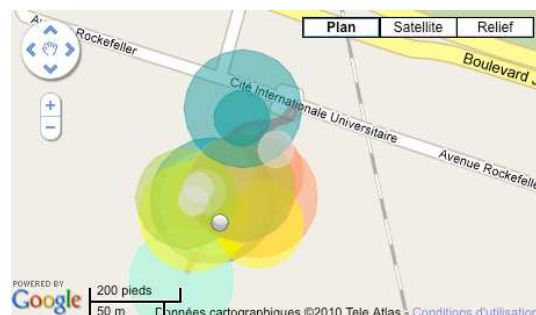 Plan Satellite Relief
Av
Rockefeller
Boulevard J
Cité Internationale Universitaire
Avenue Rockefelle
POWERED BY
Google
200 pieds
50 m
Données cartographiques ©2010 Tele Atlas - Conditions d'utilisation